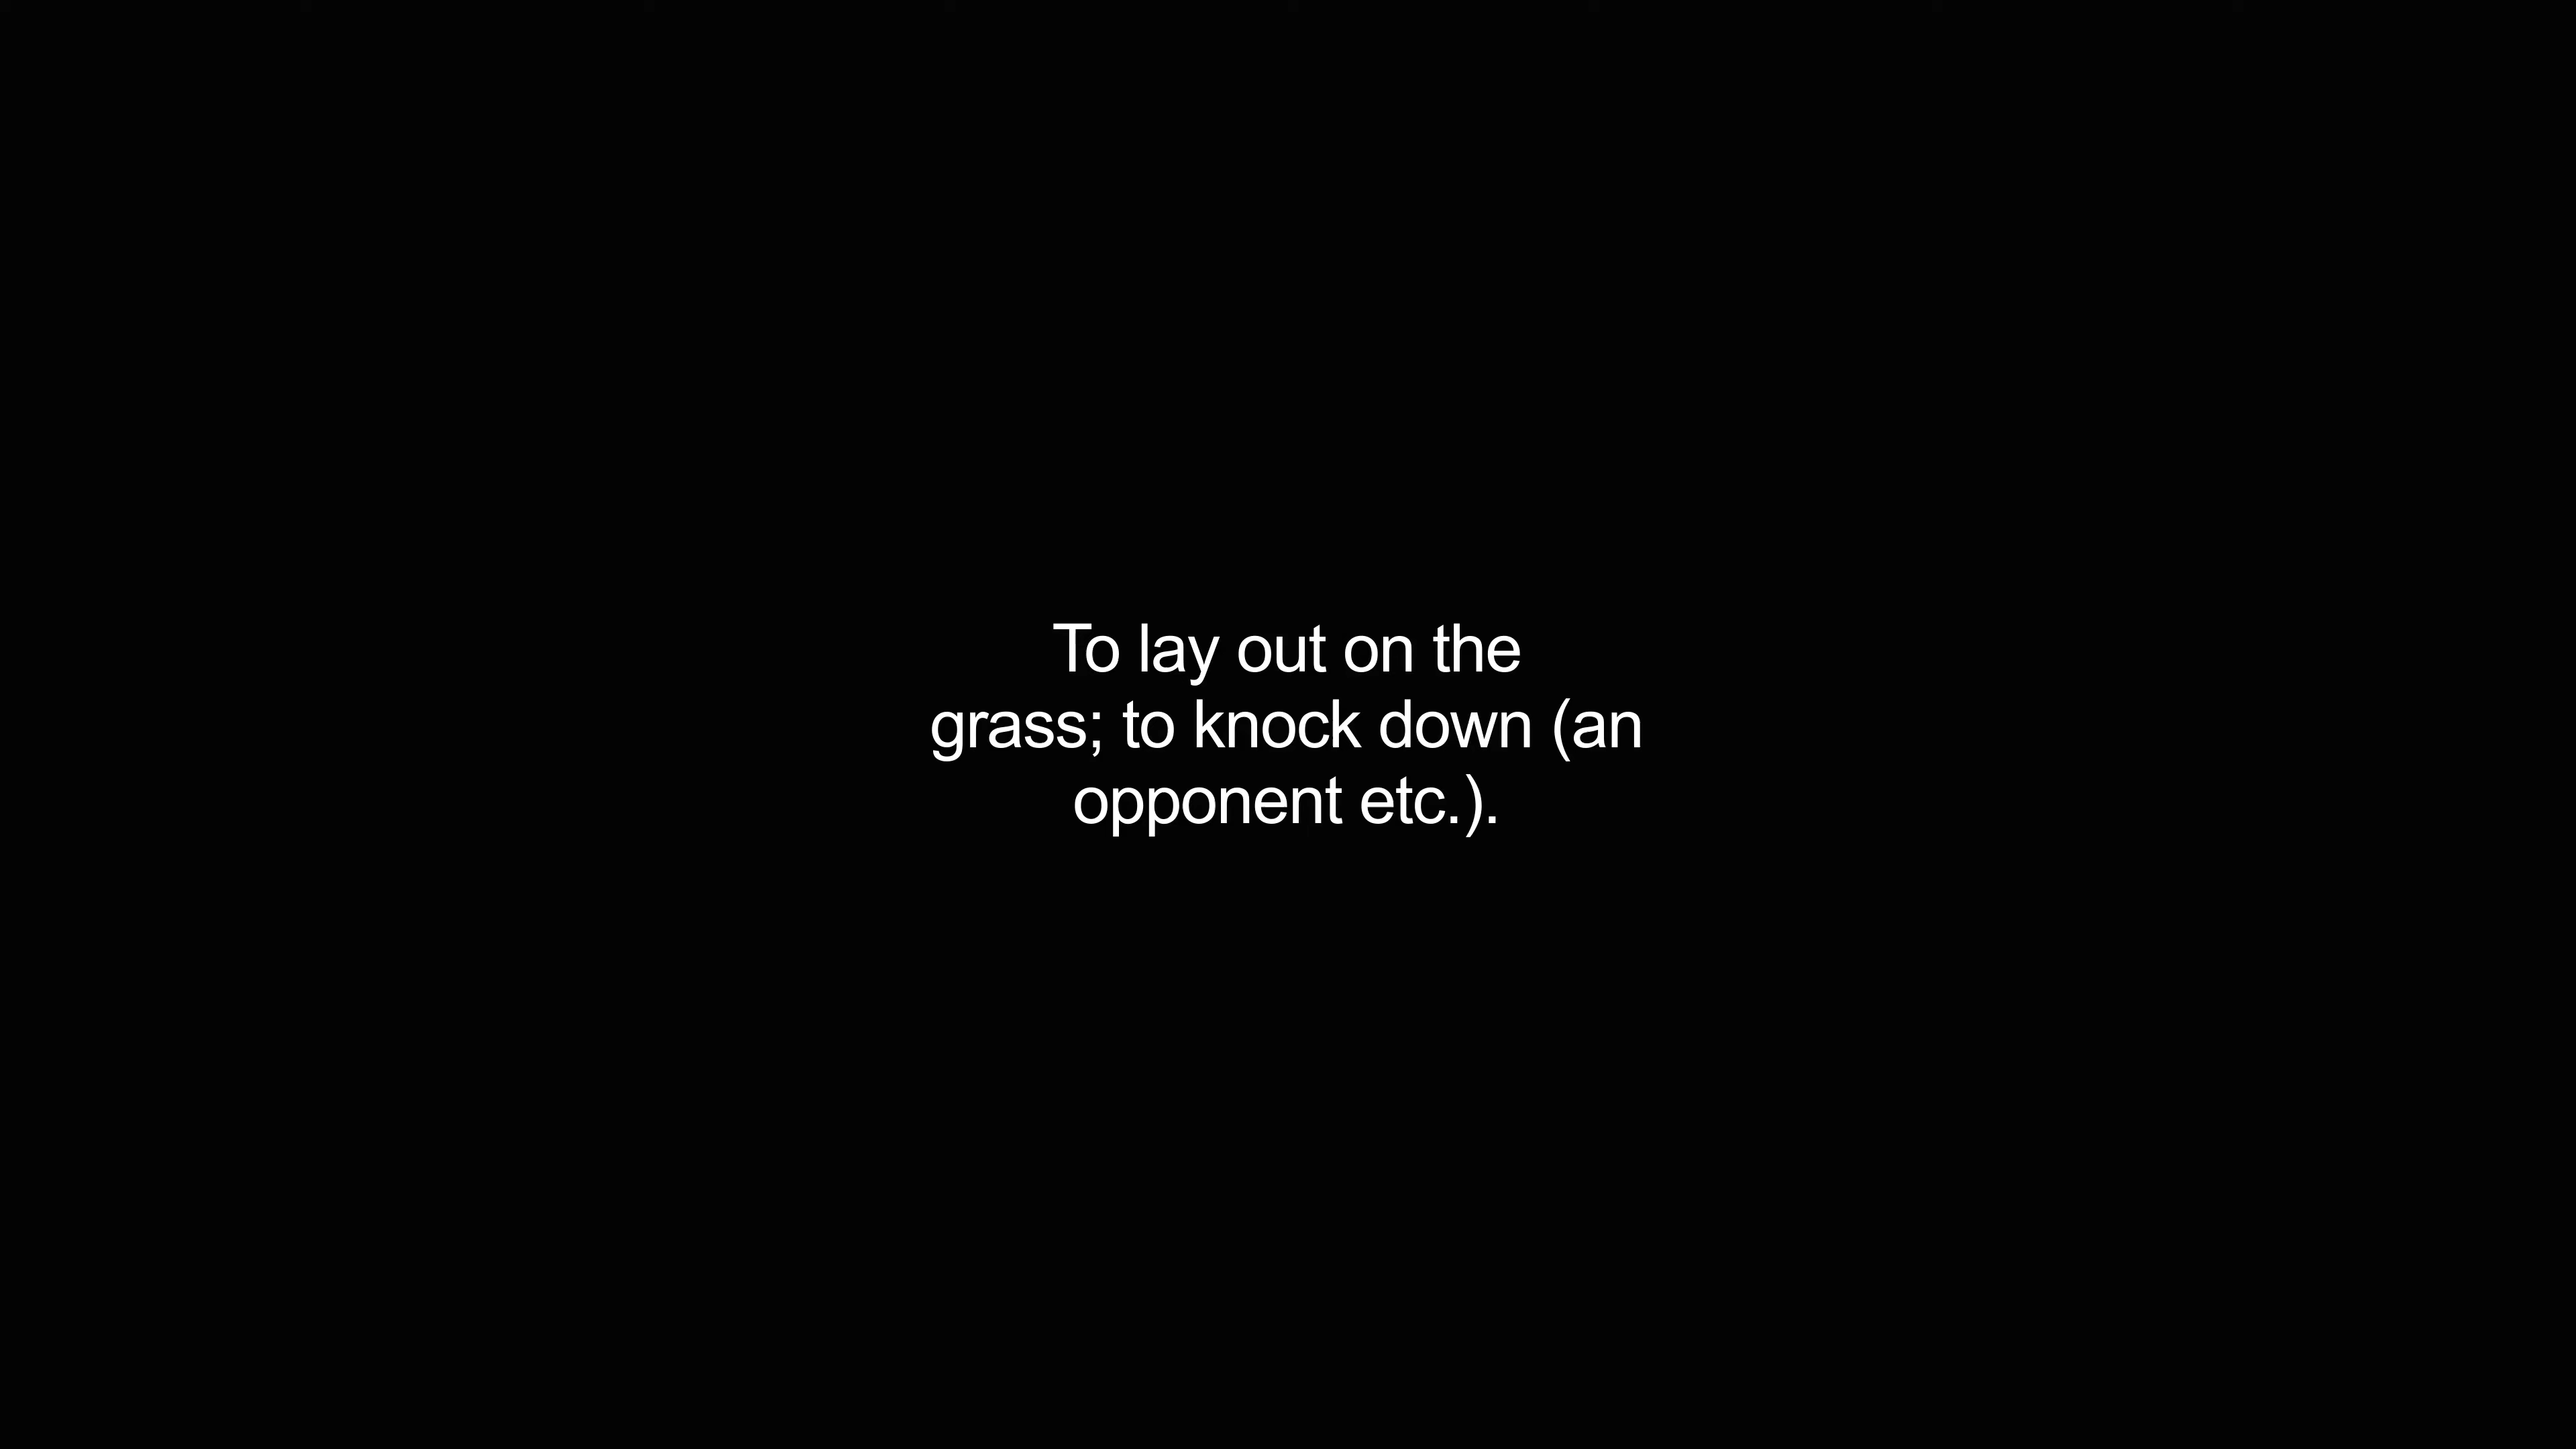 To lay out on the
grass; to knock down (an
opponent etc.).